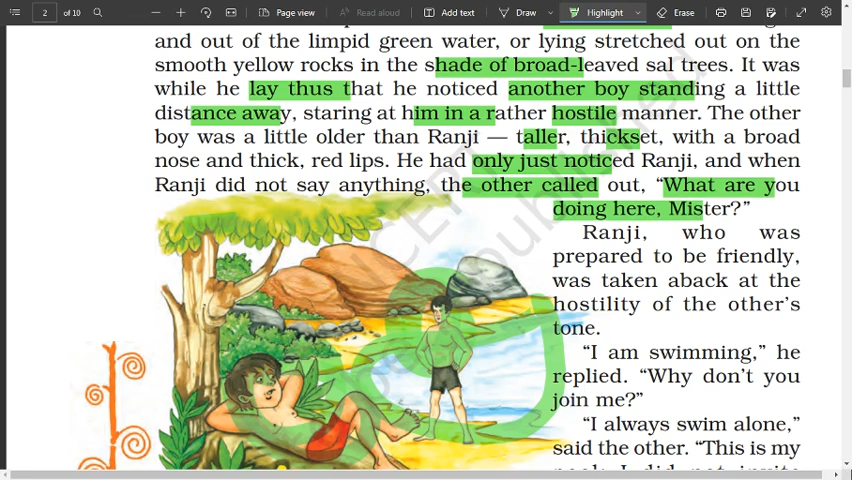 2 of 10
Page view
Read aloud
Add text
Draw
Highlight
Erase
and out of the limpid green water, or lying stretched out on the
smooth yellow rocks in the shade of broad-leaved sal trees. It was
while he lay thus that he noticed another boy standing a little
distance away, staring at him in a rather hostile manner. The other
boy was a little older than Ranji — taller, thickset, with a broad
nose and thick, red lips. He had only just noticed Ranji, and when
Ranji did not say anything, the other called out, “What are you
doing here, Mister?”
Ranji, who was
prepared to be friendly,
was taken aback at the
hostility of the other's
tone.
“I am swimming,” he
replied. “Why don't you
join me?”
“I always swim alone,”
said the other. “This is my